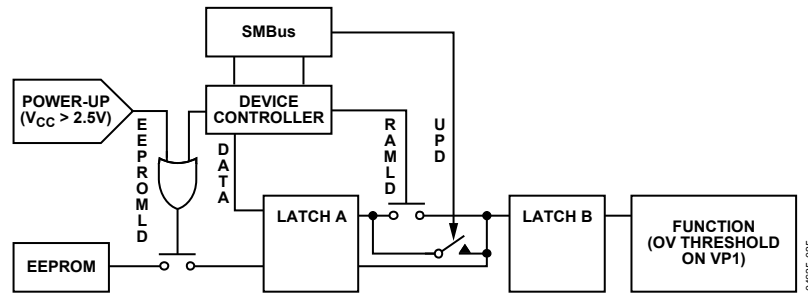 SMBus
POWER-UP
(VCC > 2.5V)
DEVICE
CONTROLLER
EEPROMLD
DATA
RAMLD
UPD
LATCH A
LATCH B
FUNCTION
(OV THRESHOLD
ON VP1)
EEPROM